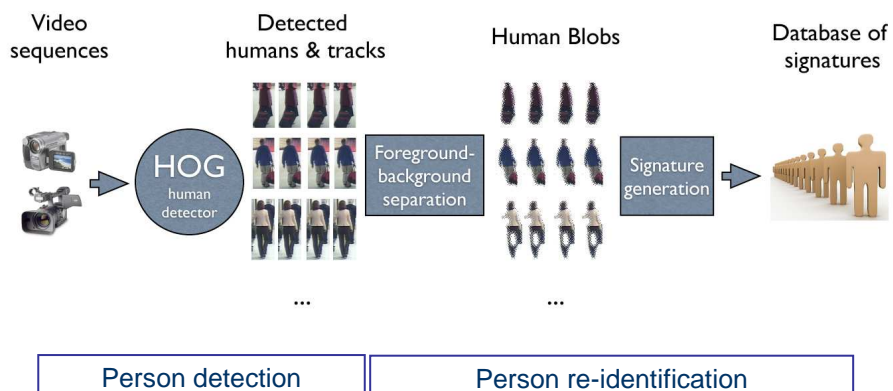 Video
sequences
Detected
humans & tracks
Human Blobs
Database of
signatures
HOG
human
detector
Foreground-
background
separation
Signature
generation
...
...
Person detection
Person re-identification